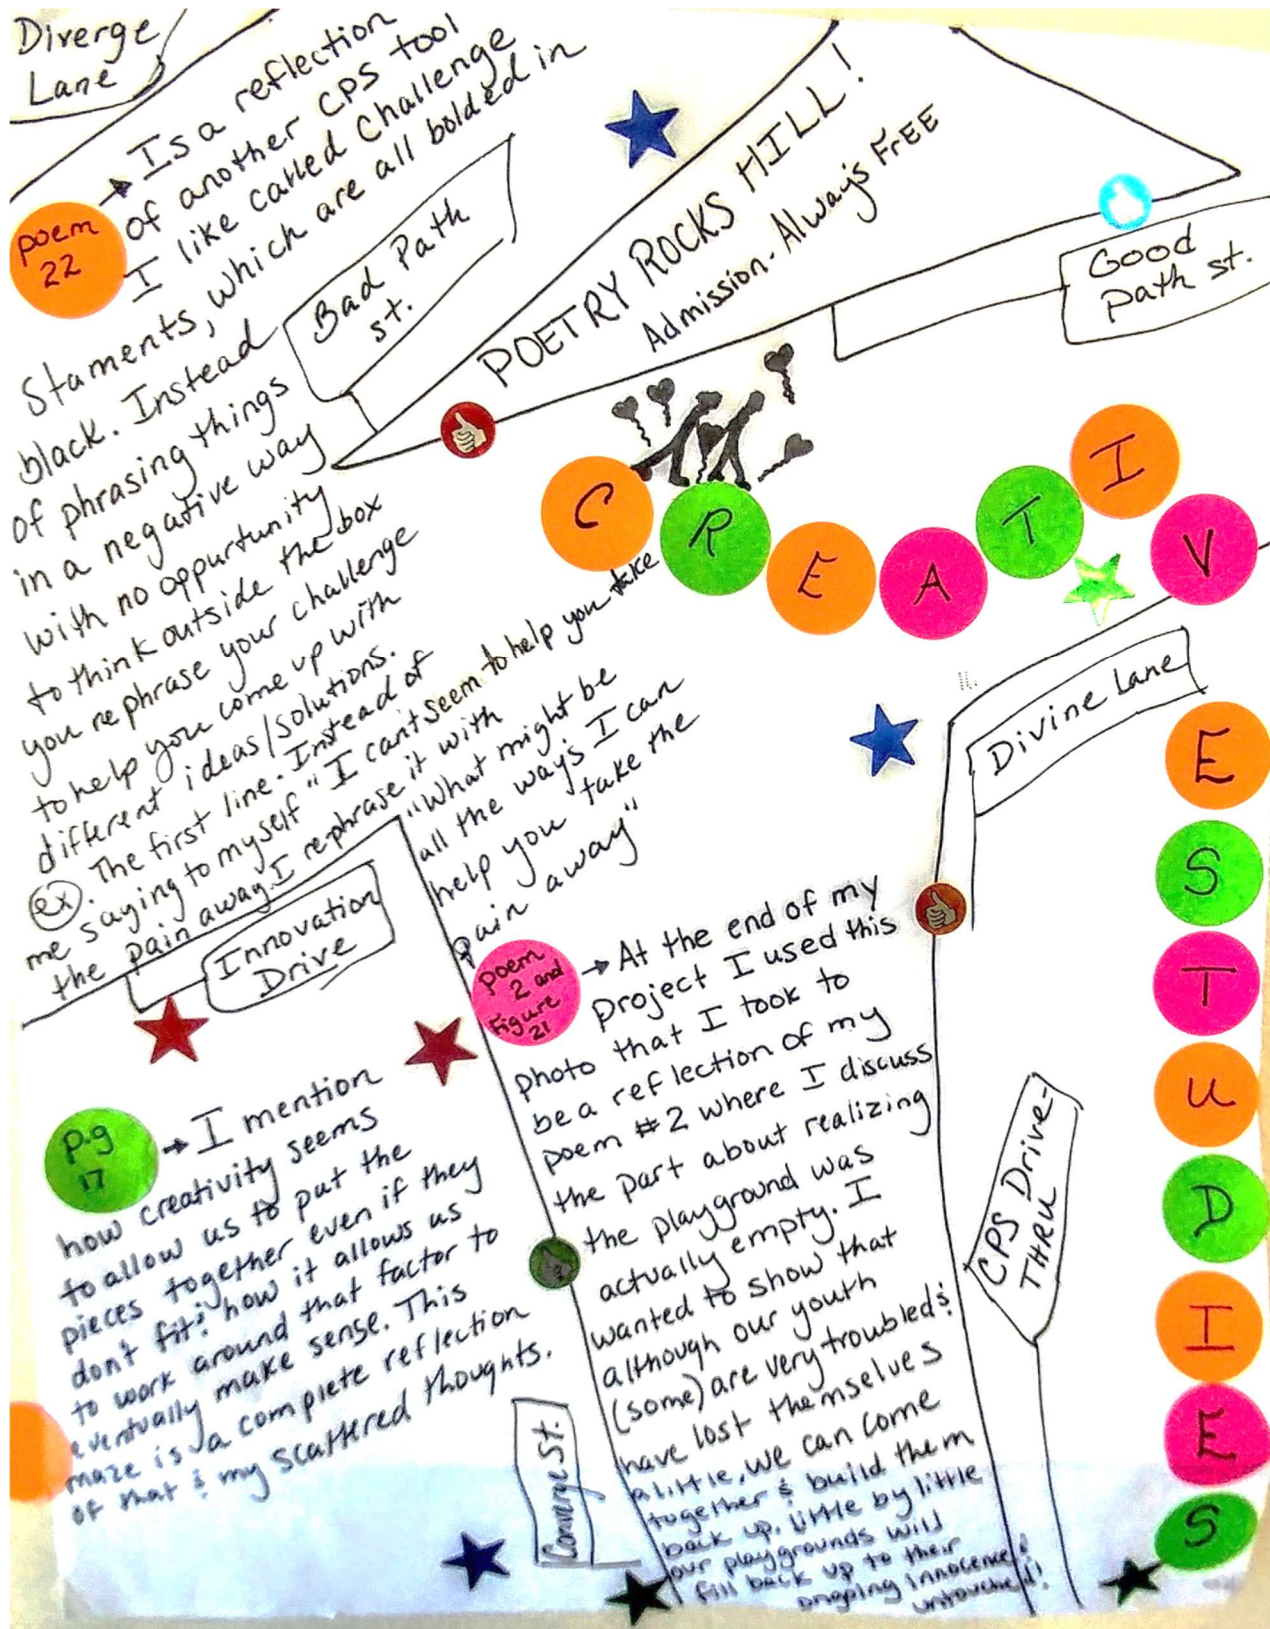 Diverge
Lane
poem
22
Is a reflection
of another CPS tool
I like called Challenge
Staments, which are all bolded in
black. Instead
of phrasing things
in a negative way
with no oppurtunity
to think outside the box
you rephrase your challenge
to help you come up with
different ideas/solutions.
ex. The first line. Instead of
me saying to myself "I can't seem to help you take
the pain away I rephrase it with
"What might be
all the ways I can
help you take the
pain away"
Bad Path
st.
POETRY ROCKS HILL!
Admission - Always FrEE
Good
path st.
CREATIVE STUDIES
Divine Lane
Innovation
Drive
poem
2 and
Figure
21
At the end of my
project I used this
photo that I took to
be a reflection of my
poem #2 where I discuss
the part about realizing
the playground was
actually empty. I
wanted to show that
although our youth
(some) are very troubled &
have lost themselves
a little, we can come
together & build them
back up. little by little
our playgrounds will
fill back up to their
innocence &
untouched!
p.g
17
I mention
how creativity seems
to allow us to put the
pieces together even if they
don't fit & how it allows us
to work around that factor to
eventually make sense. This
maze is a complete reflection
of that & my scattered thoughts.
Converge St.
CPS Drive-
THRU